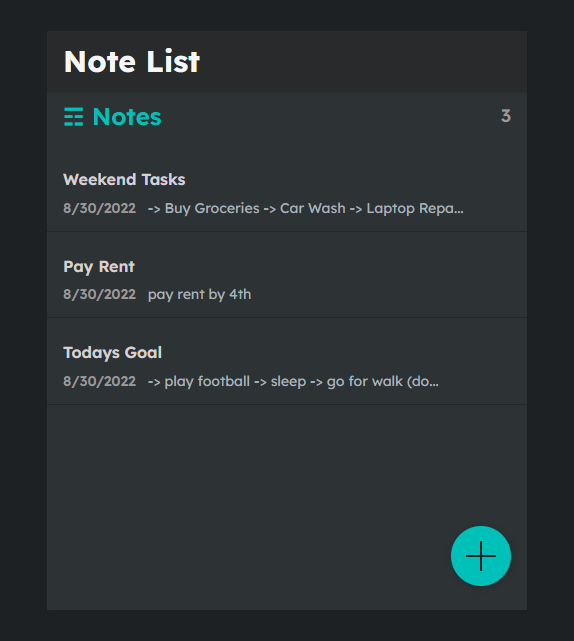 Note List
☶ Notes 3
Weekend Tasks
8/30/2022 -> Buy Groceries -> Car Wash -> Laptop Repa...
Pay Rent
8/30/2022 pay rent by 4th
Todays Goal
8/30/2022 -> play football -> sleep -> go for walk (do...